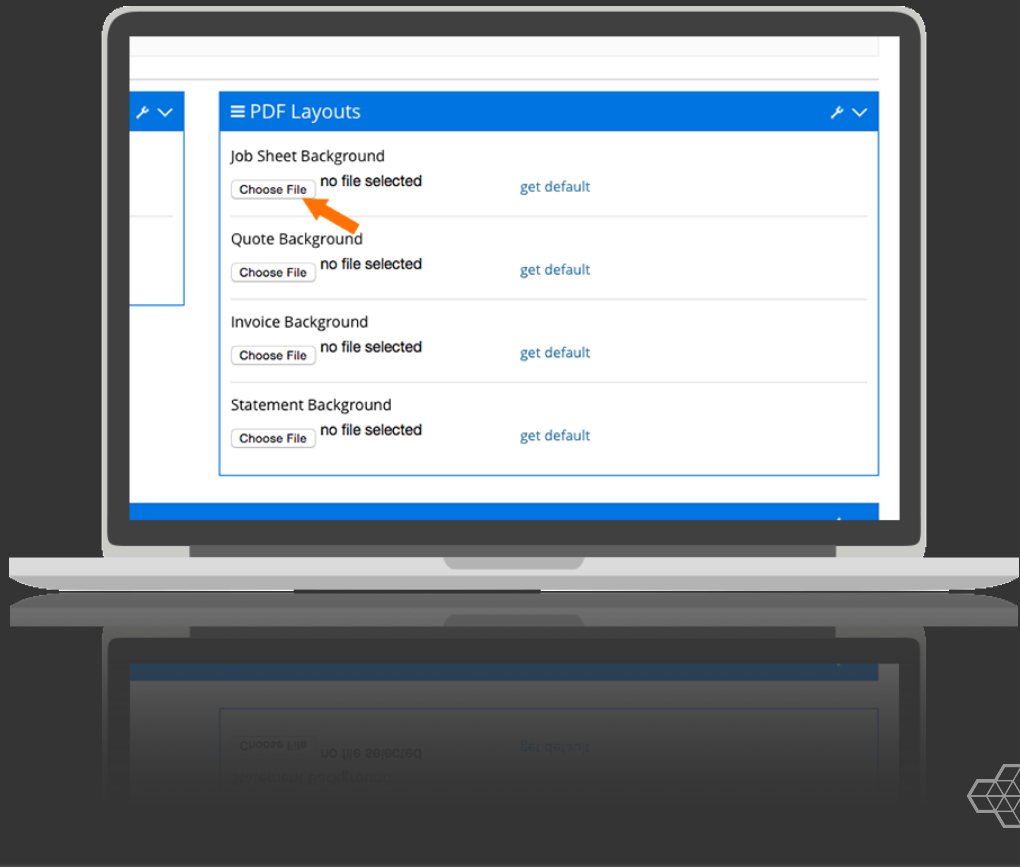 PDF Layouts
Job Sheet Background
Choose File no file selected get default
Quote Background
Choose File no file selected get default
Invoice Background
Choose File no file selected get default
Statement Background
Choose File no file selected get default